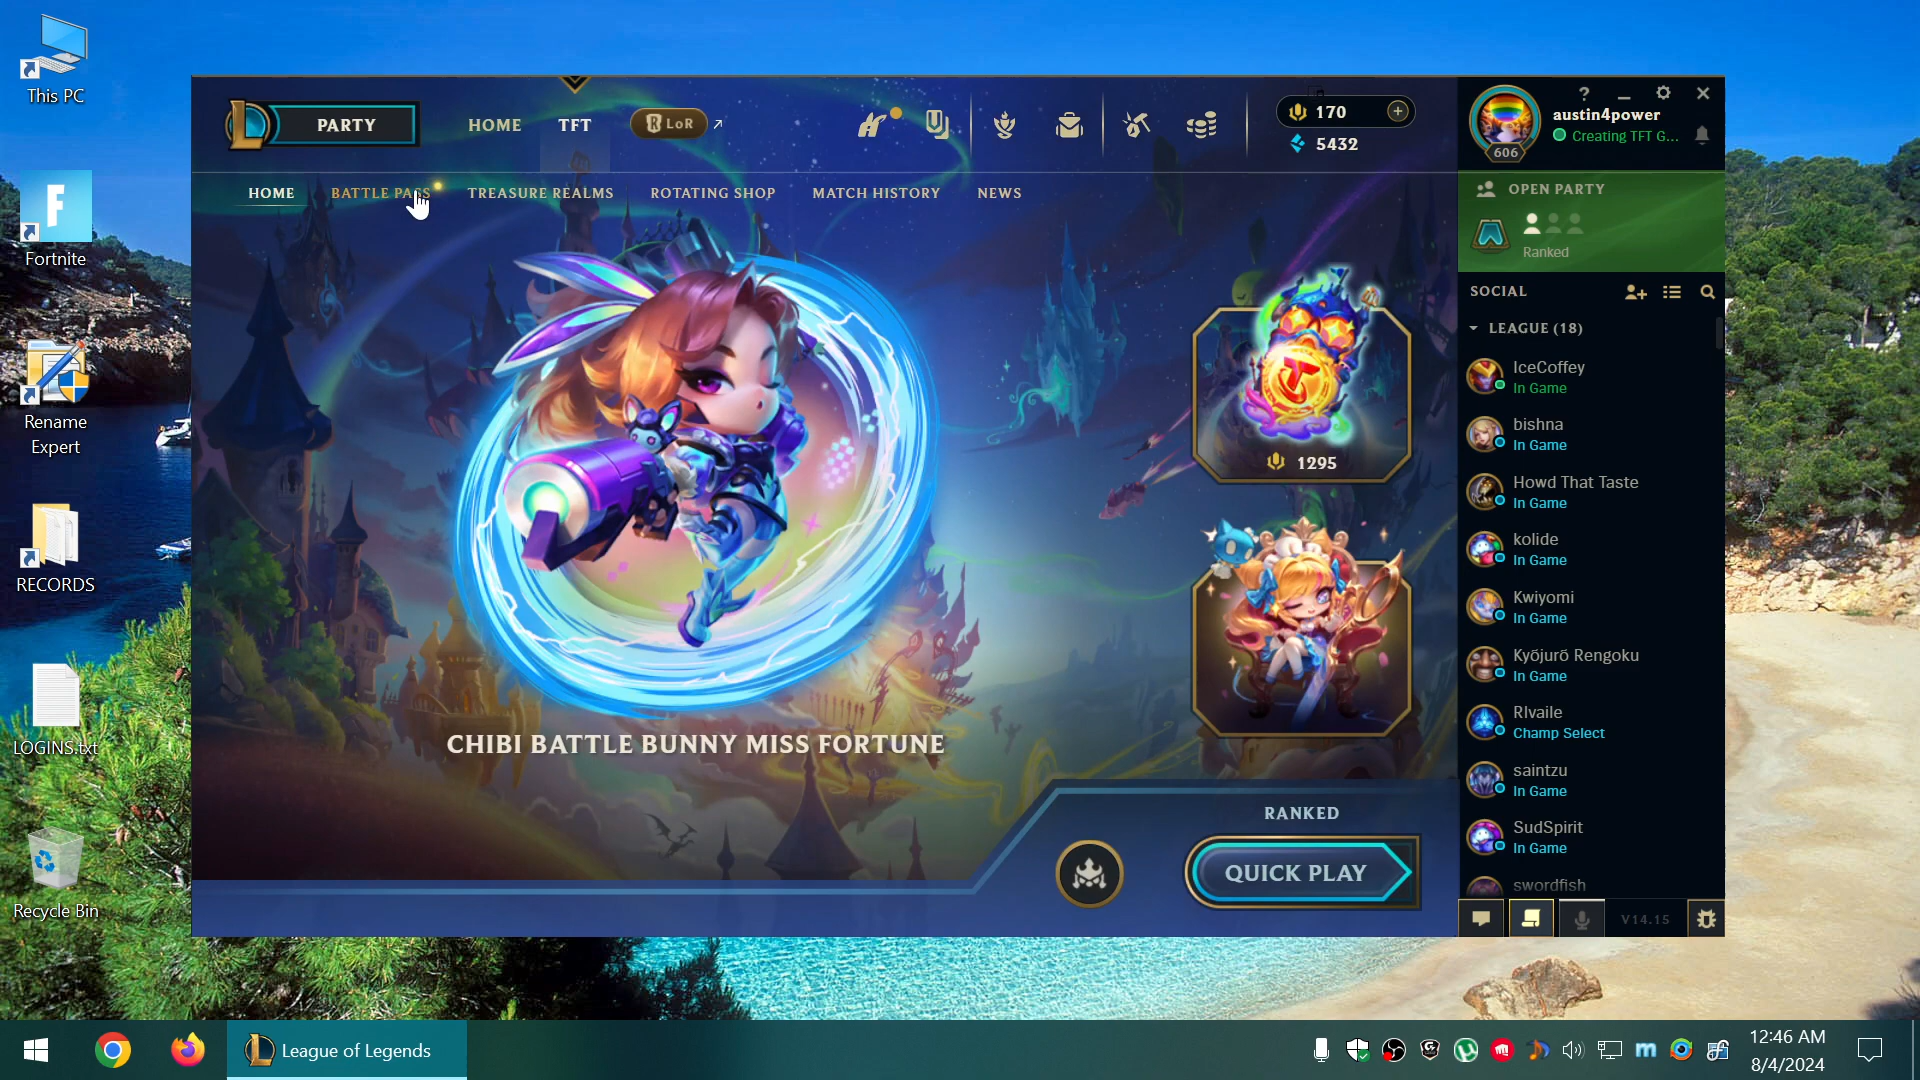 This PC
Fortnite
Rename
Expert
RECORDS
LOGINS.txt
Recycle Bin
PARTY
HOME
TFT
LoR
170
5432
HOME
BATTLE PASS
TREASURE REALMS
ROTATING SHOP
MATCH HISTORY
NEWS
1295
CHIBI BATTLE BUNNY MISS FORTUNE
RANKED
QUICK PLAY
606
austin4power
Creating TFT G...
OPEN PARTY
Ranked
SOCIAL
LEAGUE (18)
IceCoffey
In Game
bishna
In Game
Howd That Taste
In Game
kolide
In Game
Kwiyomi
In Game
Kyōjurō Rengoku
In Game
RIvaile
Champ Select
saintzu
In Game
SudSpirit
In Game
swordfish
V14.15
League of Legends
12:46 AM
8/4/2024